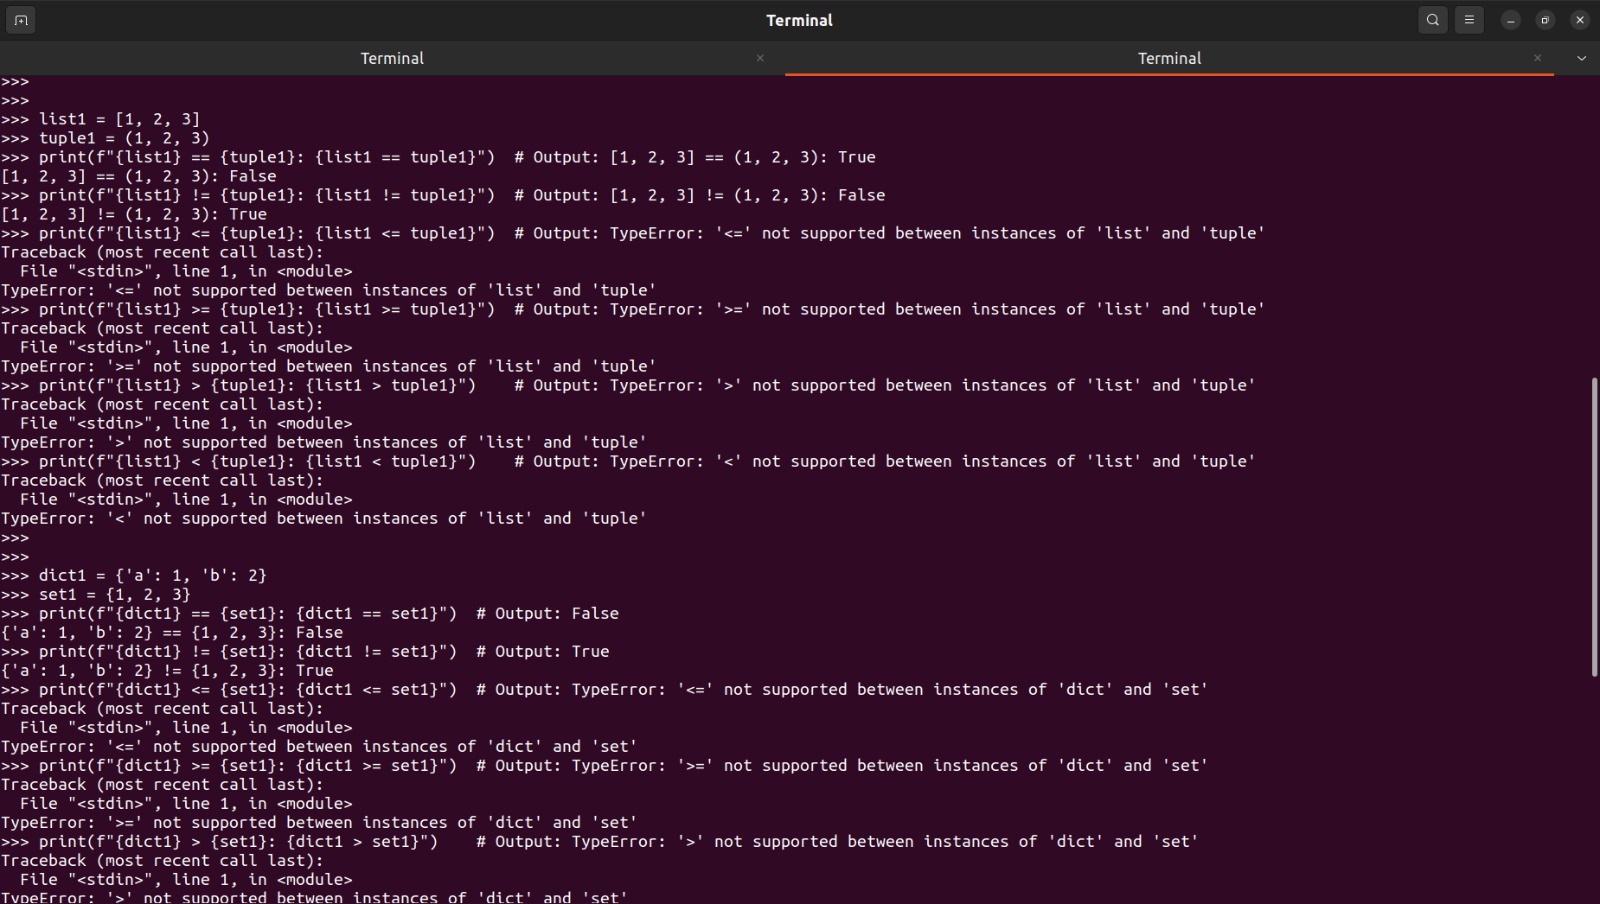 Terminal
Terminal
Terminal
>>>
>>>
>>> list1 = [1, 2, 3]
>>> tuple1 = (1, 2, 3)
>>> print(f"{list1} == {tuple1}: {list1 == tuple1}")  # Output: [1, 2, 3] == (1, 2, 3): True
[1, 2, 3] == (1, 2, 3): False
>>> print(f"{list1} != {tuple1}: {list1 != tuple1}")  # Output: [1, 2, 3] != (1, 2, 3): False
[1, 2, 3] != (1, 2, 3): True
>>> print(f"{list1} <= {tuple1}: {list1 <= tuple1}")  # Output: TypeError: '<=' not supported between instances of 'list' and 'tuple'
Traceback (most recent call last):
  File "<stdin>", line 1, in <module>
TypeError: '<=' not supported between instances of 'list' and 'tuple'
>>> print(f"{list1} >= {tuple1}: {list1 >= tuple1}")  # Output: TypeError: '>=' not supported between instances of 'list' and 'tuple'
Traceback (most recent call last):
  File "<stdin>", line 1, in <module>
TypeError: '>=' not supported between instances of 'list' and 'tuple'
>>> print(f"{list1} > {tuple1}: {list1 > tuple1}")    # Output: TypeError: '>' not supported between instances of 'list' and 'tuple'
Traceback (most recent call last):
  File "<stdin>", line 1, in <module>
TypeError: '>' not supported between instances of 'list' and 'tuple'
>>> print(f"{list1} < {tuple1}: {list1 < tuple1}")    # Output: TypeError: '<' not supported between instances of 'list' and 'tuple'
Traceback (most recent call last):
  File "<stdin>", line 1, in <module>
TypeError: '<' not supported between instances of 'list' and 'tuple'
>>>
>>>
>>> dict1 = {'a': 1, 'b': 2}
>>> set1 = {1, 2, 3}
>>> print(f"{dict1} == {set1}: {dict1 == set1}")  # Output: False
{'a': 1, 'b': 2} == {1, 2, 3}: False
>>> print(f"{dict1} != {set1}: {dict1 != set1}")  # Output: True
{'a': 1, 'b': 2} != {1, 2, 3}: True
>>> print(f"{dict1} <= {set1}: {dict1 <= set1}")  # Output: TypeError: '<=' not supported between instances of 'dict' and 'set'
Traceback (most recent call last):
  File "<stdin>", line 1, in <module>
TypeError: '<=' not supported between instances of 'dict' and 'set'
>>> print(f"{dict1} >= {set1}: {dict1 >= set1}")  # Output: TypeError: '>=' not supported between instances of 'dict' and 'set'
Traceback (most recent call last):
  File "<stdin>", line 1, in <module>
TypeError: '>=' not supported between instances of 'dict' and 'set'
>>> print(f"{dict1} > {set1}: {dict1 > set1}")    # Output: TypeError: '>' not supported between instances of 'dict' and 'set'
Traceback (most recent call last):
  File "<stdin>", line 1, in <module>
TypeError: '>' not supported between instances of 'dict' and 'set'